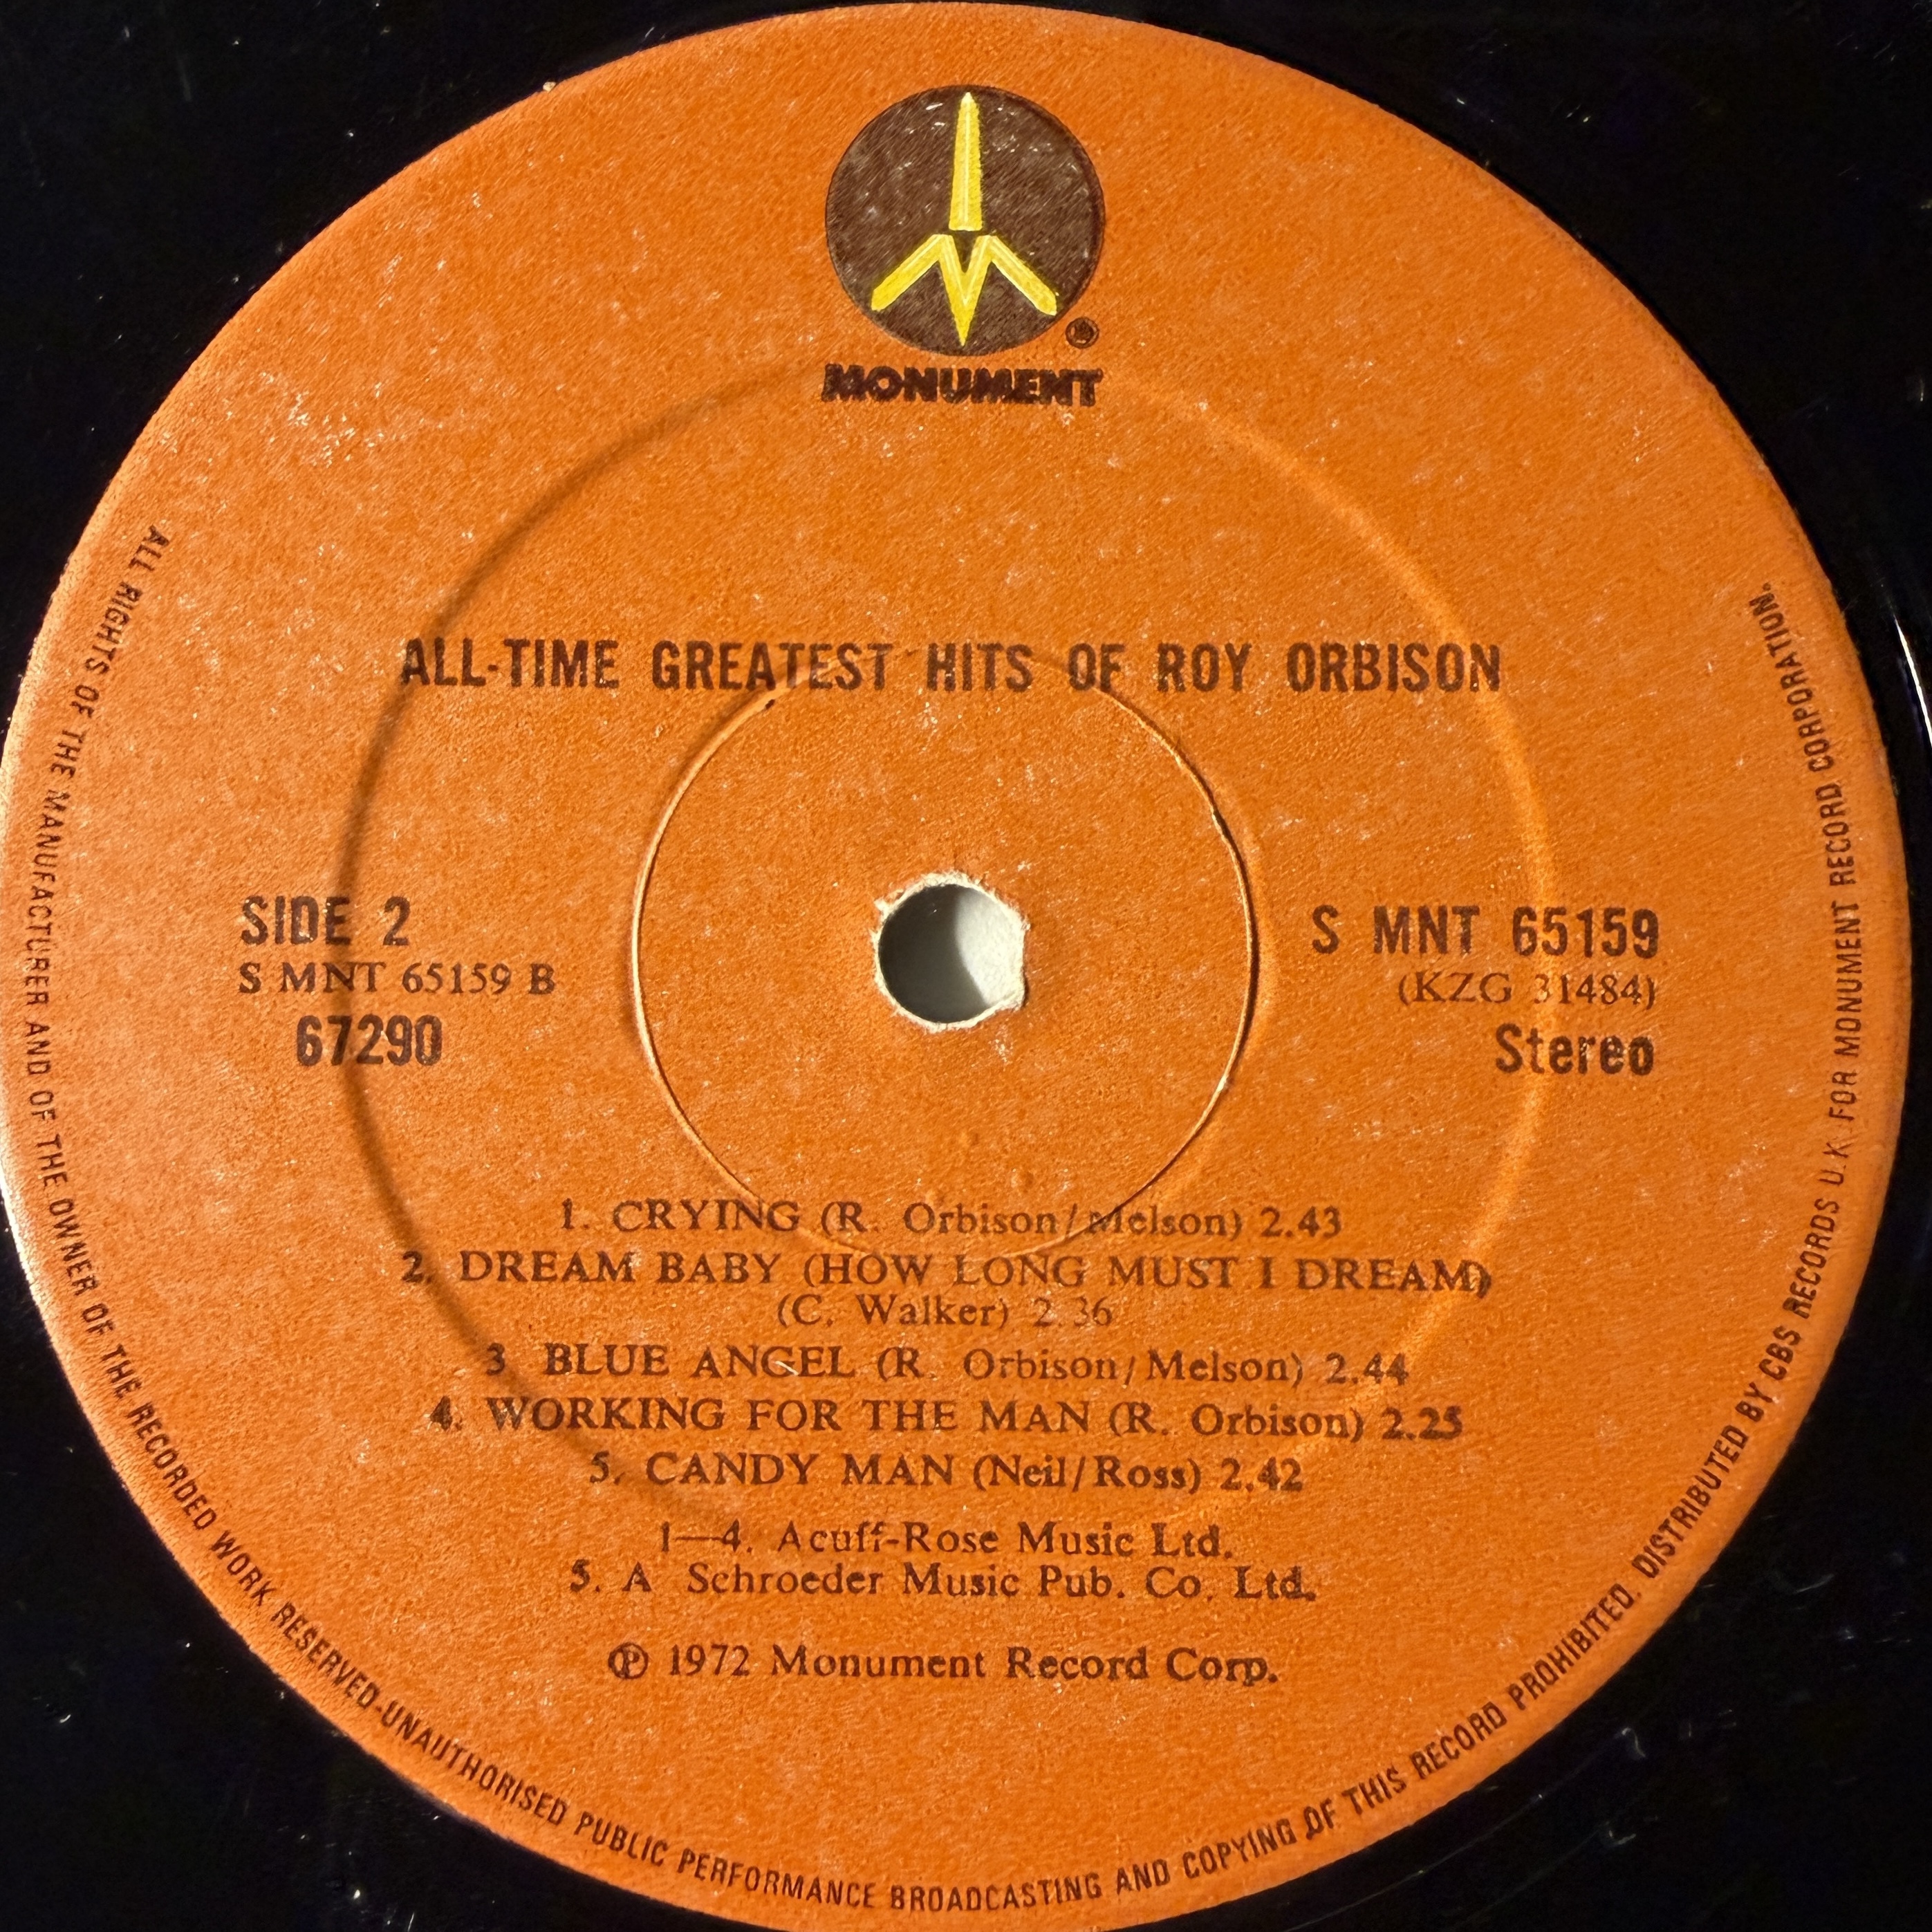 ®
MONUMENT
ALL-TIME GREATEST HITS OF ROY ORBISON
SIDE 2
S MNT 65159 B
67290
S MNT 65159
(KZG 31484)
Stereo
1. CRYING (R. Orbison/Melson) 2.43
2. DREAM BABY (HOW LONG MUST I DREAM)
(C. Walker) 2.36
3. BLUE ANGEL (R. Orbison/Melson) 2.44
4. WORKING FOR THE MAN (R. Orbison) 2.25
5. CANDY MAN (Neil/Ross) 2.42
1—4. Acuff-Rose Music Ltd.
5. A Schroeder Music Pub. Co. Ltd.
℗ 1972 Monument Record Corp.
ALL RIGHTS OF THE MANUFACTURER AND OF THE OWNER OF THE RECORDED WORK RESERVED-UNAUTHORISED PUBLIC PERFORMANCE BROADCASTING AND COPYING OF THIS RECORD PROHIBITED. DISTRIBUTED BY CBS RECORDS U.K. FOR MONUMENT RECORD CORPORATION.